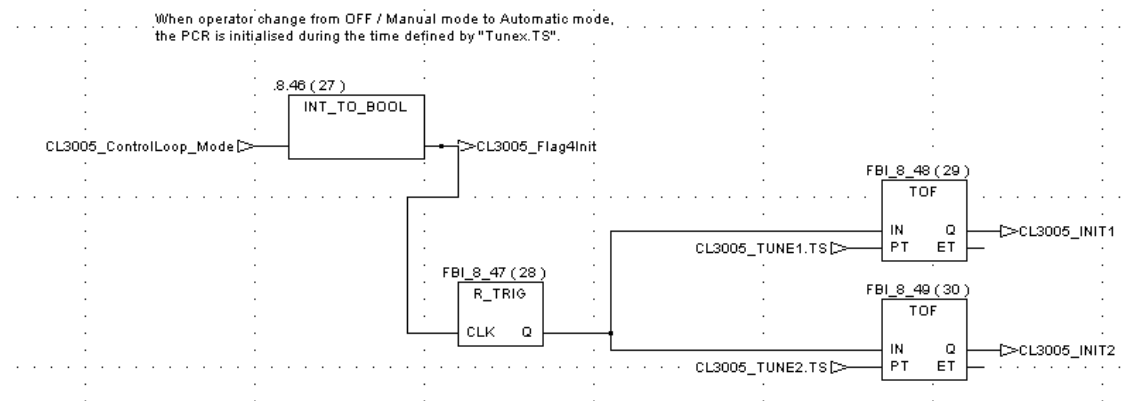 When operator change from OFF / Manual mode to Automatic mode,
the PCR is initialised during the time defined by "Tunex.TS".
.8.46 ( 27 )
INT_TO_BOOL
CL3005_ControlLoop_Mode
CL3005_Flag4Init
FBI_8_48 ( 29 )
TOF
IN Q
CL3005_INIT1
CL3005_TUNE1.TS
PT ET
FBI_8_47 ( 28 )
R_TRIG
CLK Q
FBI_8_49 ( 30 )
TOF
IN Q
CL3005_INIT2
CL3005_TUNE2.TS
PT ET